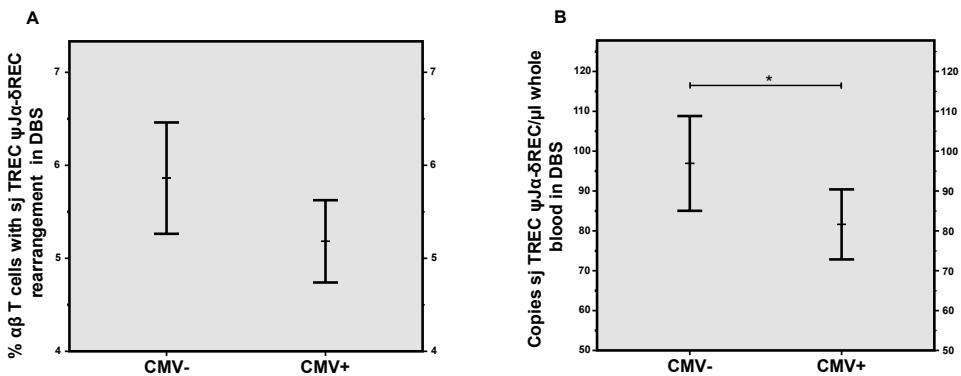 A
% αβ T cells with sj TREC ψJα-δREC
rearrangement in DBS
7
6
5
4
7
6
5
4
CMV-
CMV+
B
Copies sj TREC ψJα-δREC/µl whole
blood in DBS
120
110
100
90
80
70
60
50
*
120
110
100
90
80
70
60
50
CMV-
CMV+